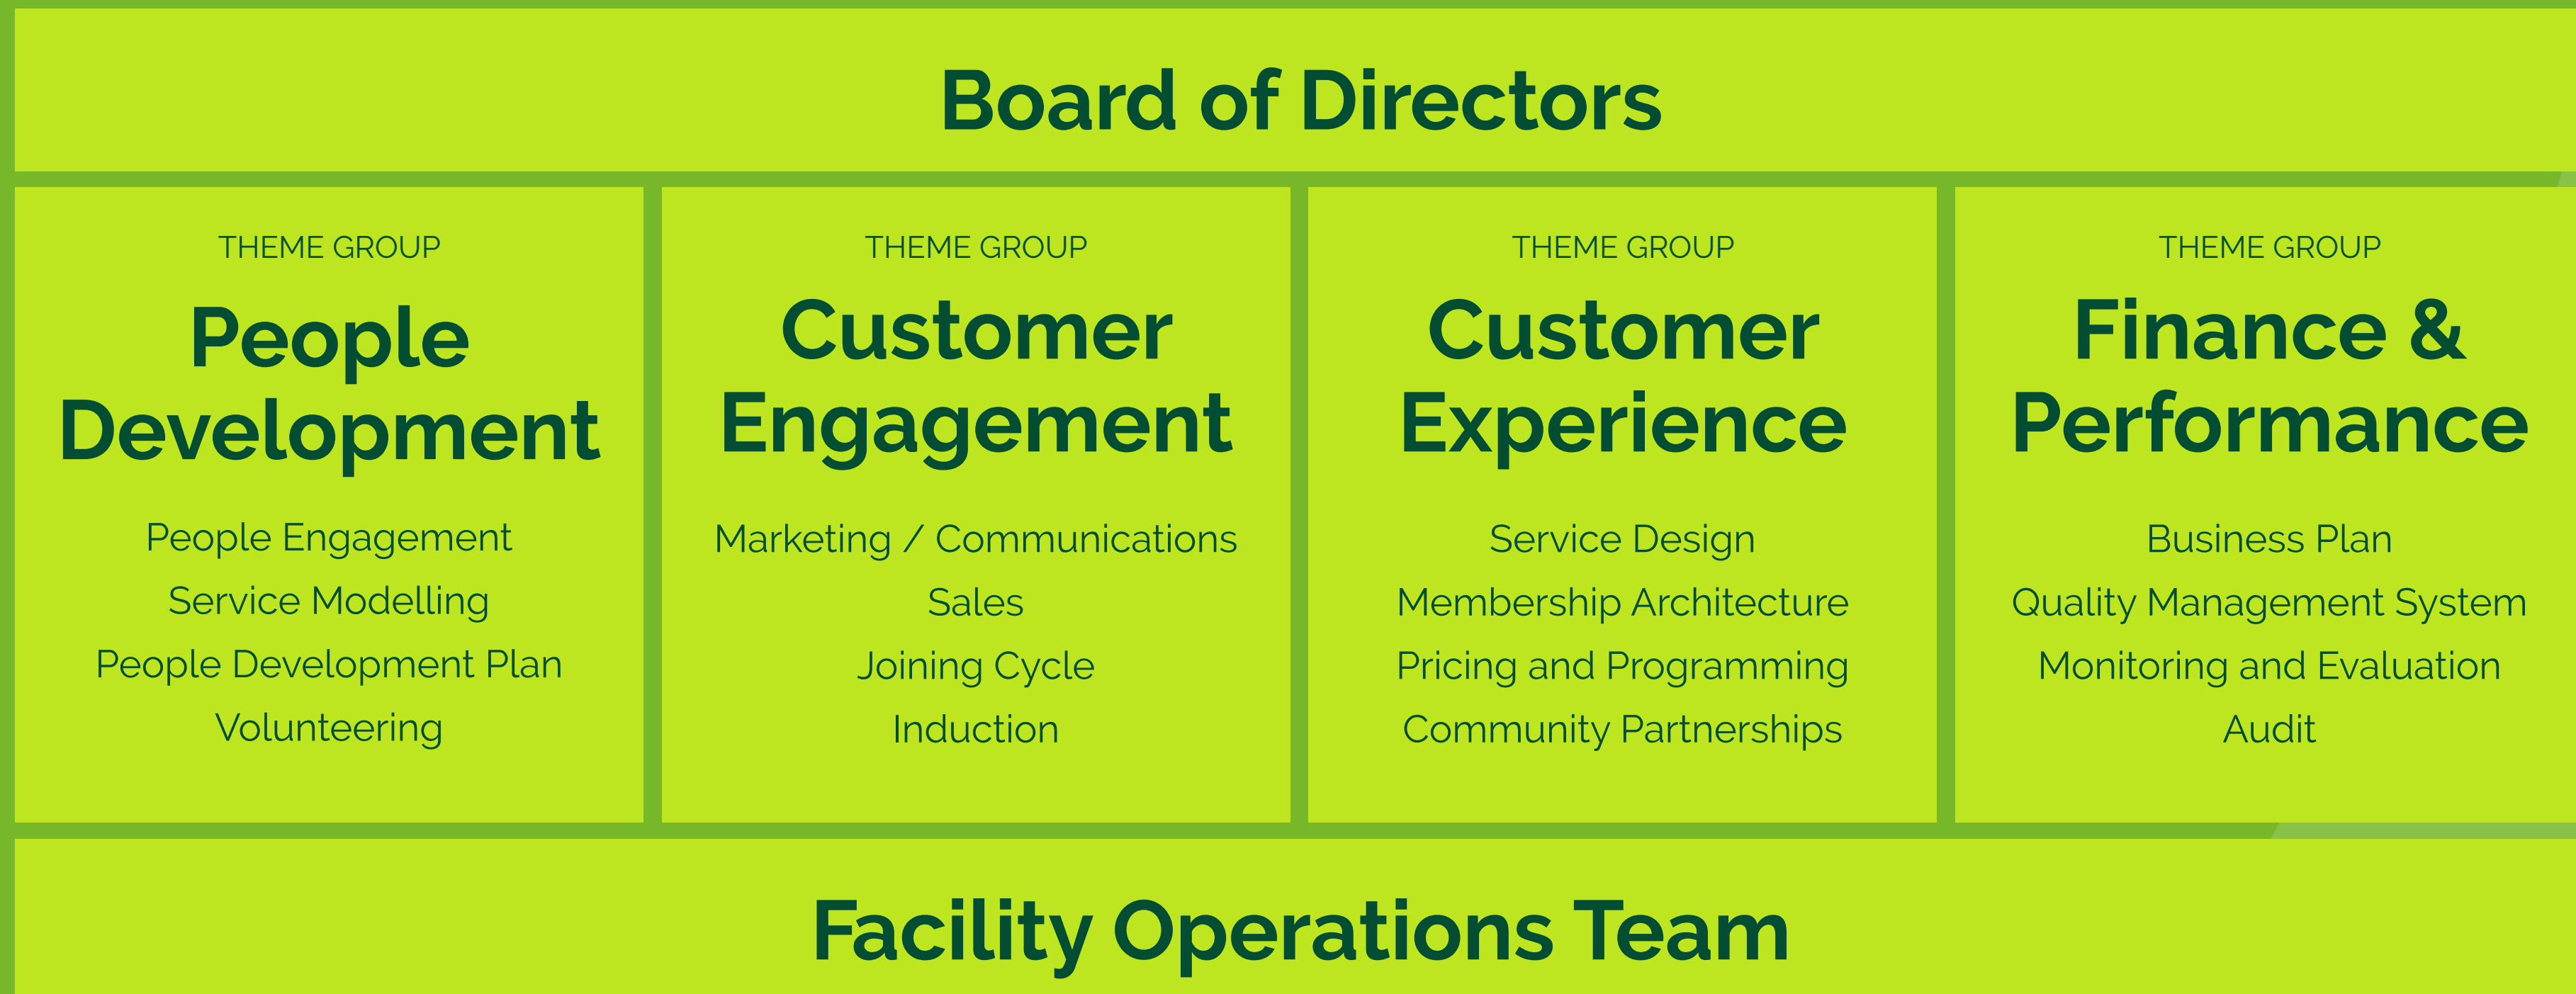 Board of Directors
THEME GROUP
People
Development
People Engagement
Service Modelling
People Development Plan
Volunteering
THEME GROUP
Customer
Engagement
Marketing / Communications
Sales
Joining Cycle
Induction
THEME GROUP
Customer
Experience
Service Design
Membership Architecture
Pricing and Programming
Community Partnerships
THEME GROUP
Finance &
Performance
Business Plan
Quality Management System
Monitoring and Evaluation
Audit
Facility Operations Team